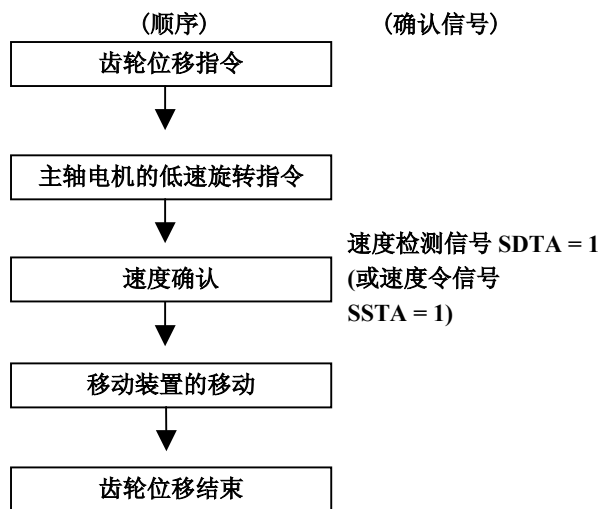 (顺序) (确认信号)
齿轮位移指令
主轴电机的低速旋转指令
速度确认
速度检测信号 SDTA = 1
(或速度令信号
SSTA = 1)
移动装置的移动
齿轮位移结束